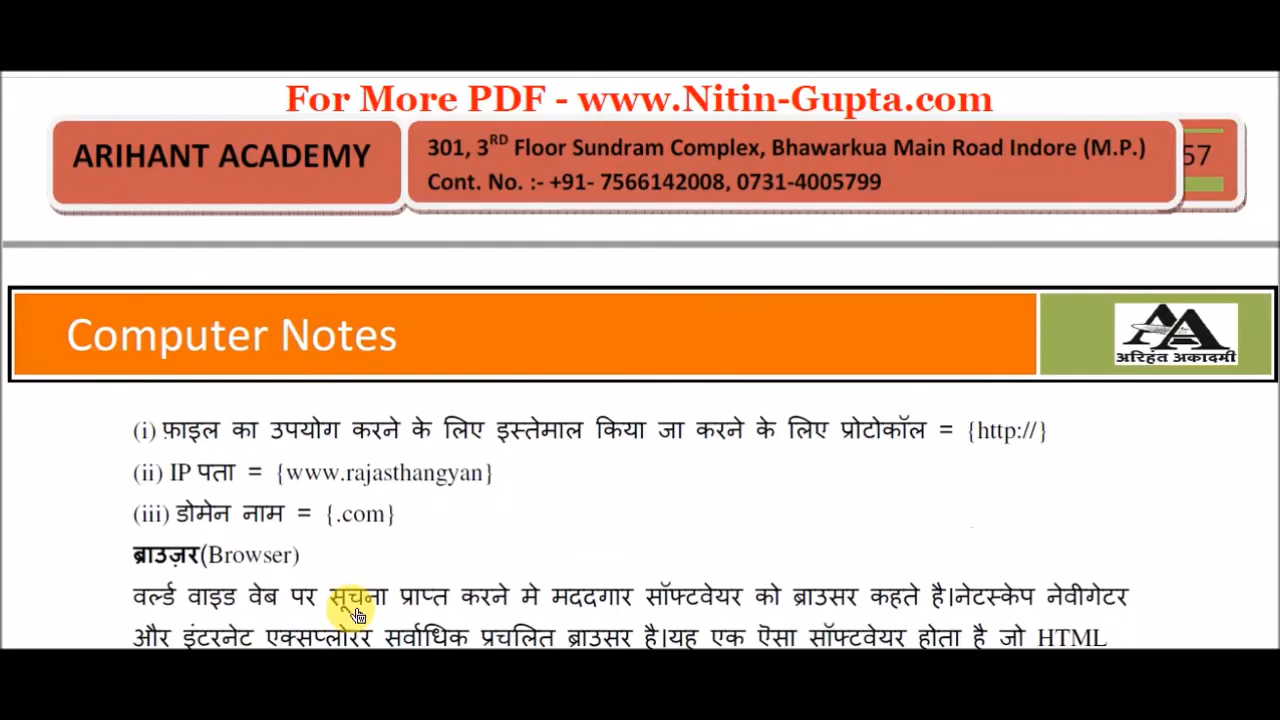 For More PDF - www.Nitin-Gupta.com
ARIHANT ACADEMY
301, 3RD Floor Sundram Complex, Bhawarkua Main Road Indore (M.P.)
Cont. No. :- +91- 7566142008, 0731-4005799
57
Computer Notes
अरिहंत अकादमी
(i) फ़ाइल का उपयोग करने के लिए इस्तेमाल किया जा करने के लिए प्रोटोकॉल = {http://}
(ii) IP पता = {www.rajasthangyan}
(iii) डोमेन नाम = {.com}
ब्राउज़र(Browser)
वर्ल्ड वाइड वेब पर सूचना प्राप्त करने मे मददगार सॉफ्टवेयर को ब्राउसर कहते है।नेटस्केप नेवीगेटर
और इंटरनेट एक्सप्लोरर सर्वाधिक प्रचलित ब्राउसर है।यह एक ऎसा सॉफ्टवेयर होता है जो HTML